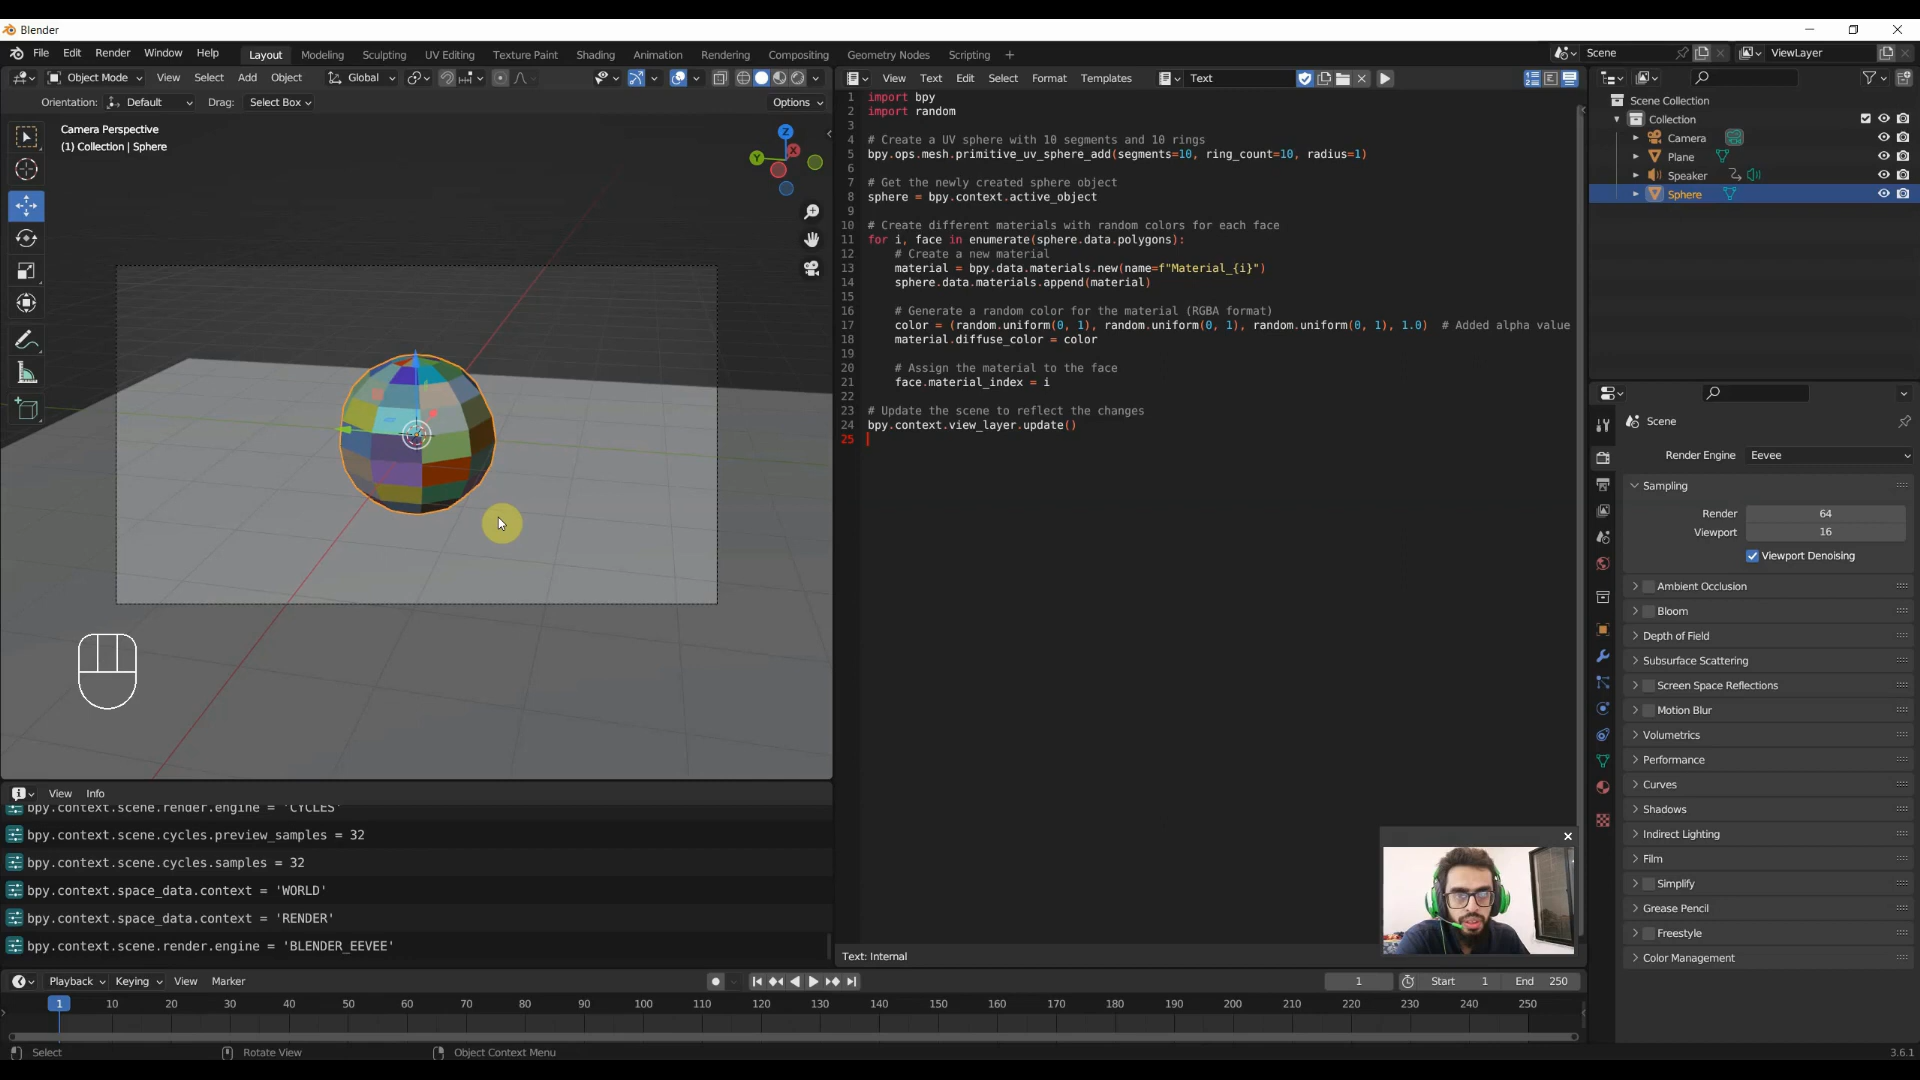 Blender
File Edit Render Window Help Layout Modeling Sculpting UV Editing Texture Paint Shading Animation Rendering Compositing Geometry Nodes Scripting + Scene ViewLayer
Object Mode View Select Add Object Global
Orientation: Default Drag: Select Box Options
Camera Perspective
(1) Collection | Sphere
Z
X
Y
View Text Edit Select Format Templates Text
1 import bpy
2 import random
3
4 # Create a UV sphere with 10 segments and 10 rings
5 bpy.ops.mesh.primitive_uv_sphere_add(segments=10, ring_count=10, radius=1)
6
7 # Get the newly created sphere object
8 sphere = bpy.context.active_object
9
10 # Create different materials with random colors for each face
11 for i, face in enumerate(sphere.data.polygons):
12 # Create a new material
13 material = bpy.data.materials.new(name=f"Material_{i}")
14 sphere.data.materials.append(material)
15
16 # Generate a random color for the material (RGBA format)
17 color = (random.uniform(0, 1), random.uniform(0, 1), random.uniform(0, 1), 1.0) # Added alpha value
18 material.diffuse_color = color
19
20 # Assign the material to the face
21 face.material_index = i
22
23 # Update the scene to reflect the changes
24 bpy.context.view_layer.update()
25
Text: Internal
Scene Collection
Collection
Camera
Plane
Speaker
Sphere
Scene
Render Engine Eevee
Sampling
Render 64
Viewport 16
Viewport Denoising
Ambient Occlusion
Bloom
Depth of Field
Subsurface Scattering
Screen Space Reflections
Motion Blur
Volumetrics
Performance
Curves
Shadows
Indirect Lighting
Film
Simplify
Grease Pencil
Freestyle
Color Management
View Info
bpy.context.scene.render.engine = 'CYCLES'
bpy.context.scene.cycles.preview_samples = 32
bpy.context.scene.cycles.samples = 32
bpy.context.space_data.context = 'WORLD'
bpy.context.space_data.context = 'RENDER'
bpy.context.scene.render.engine = 'BLENDER_EEVEE'
Playback Keying View Marker 1 Start 1 End 250
1 10 20 30 40 50 60 70 80 90 100 110 120 130 140 150 160 170 180 190 200 210 220 230 240 250
Select Rotate View Object Context Menu 3.6.1